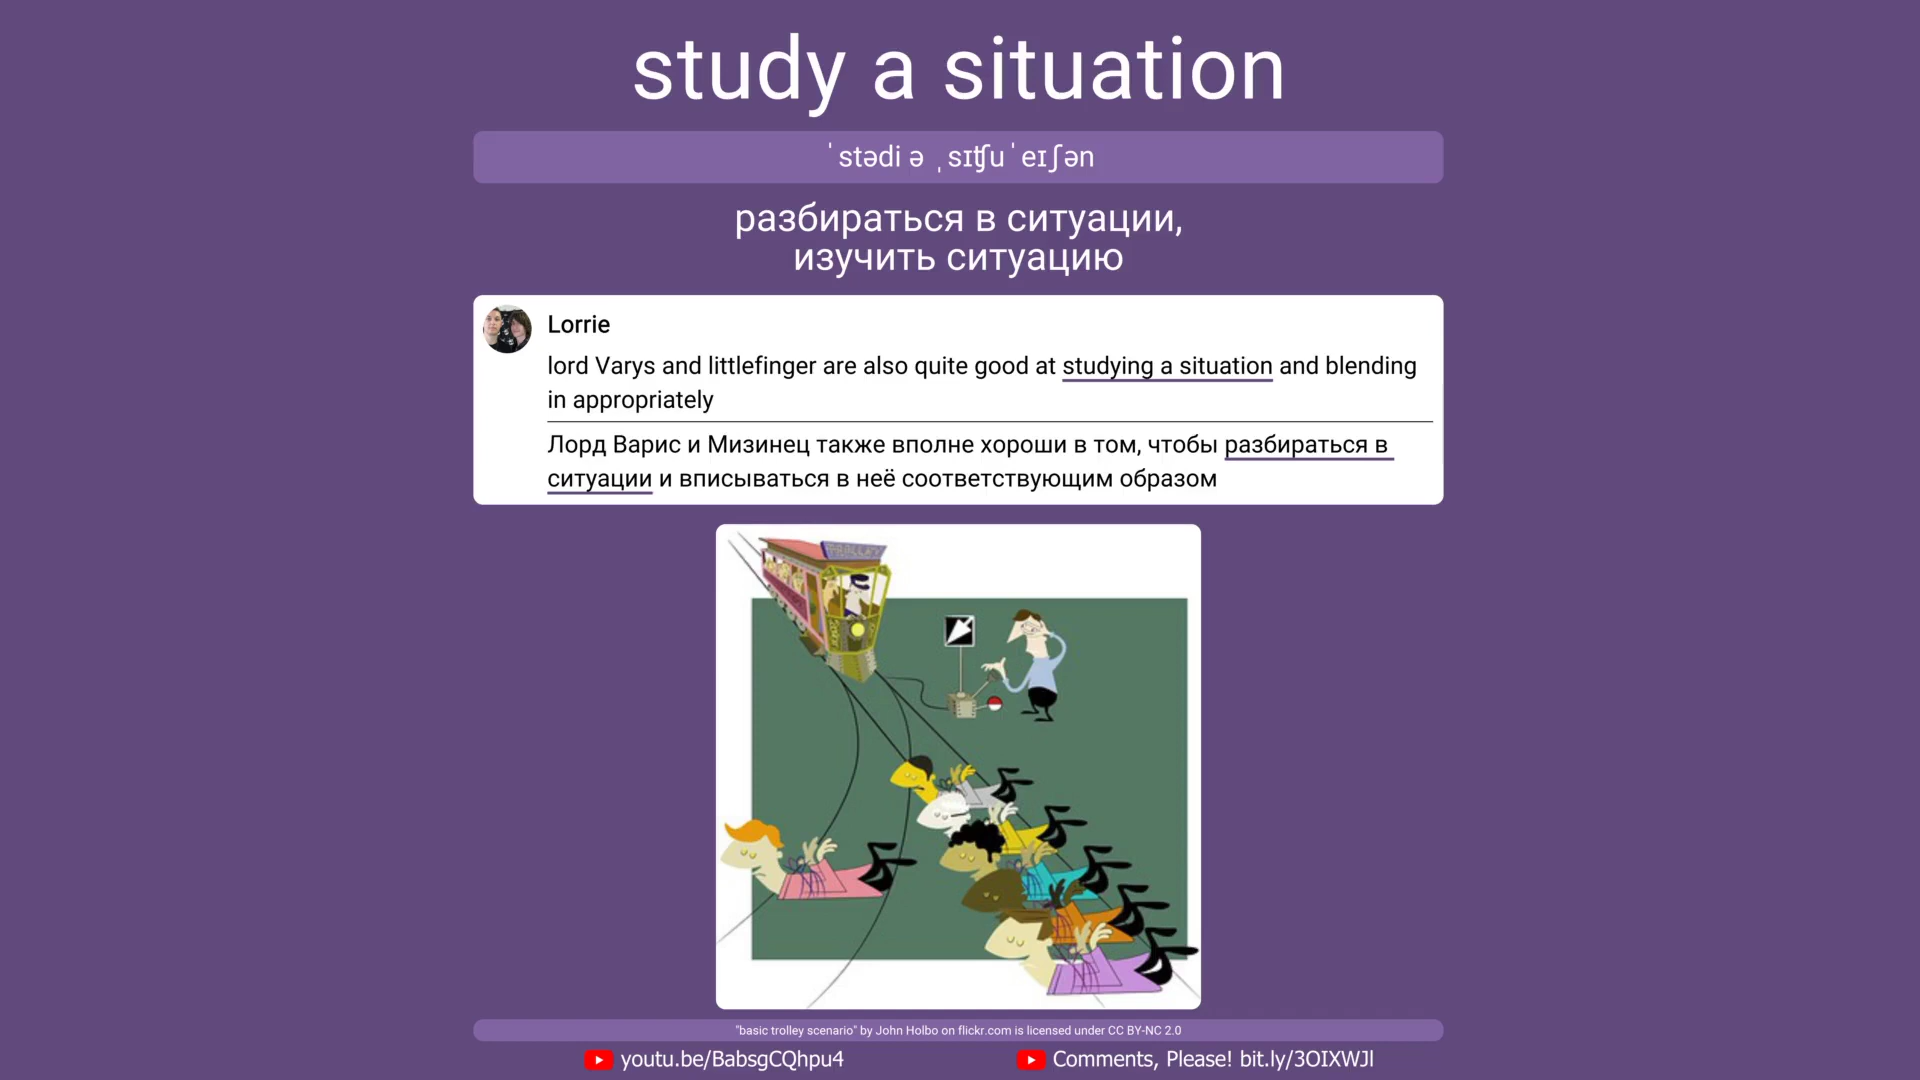 study a situation
ˈstədi ə ˌsɪʧuˈeɪʃən
разбираться в ситуации,
изучить ситуацию
Lorrie
lord Varys and littlefinger are also quite good at studying a situation and blending
in appropriately
Лорд Варис и Мизинец также вполне хороши в том, чтобы разбираться в
ситуации и вписываться в неё соответствующим образом
TROLLEY
"basic trolley scenario" by John Holbo on flickr.com is licensed under CC BY-NC 2.0
youtu.be/BabsgCQhpu4
Comments, Please! bit.ly/3OIXWJl